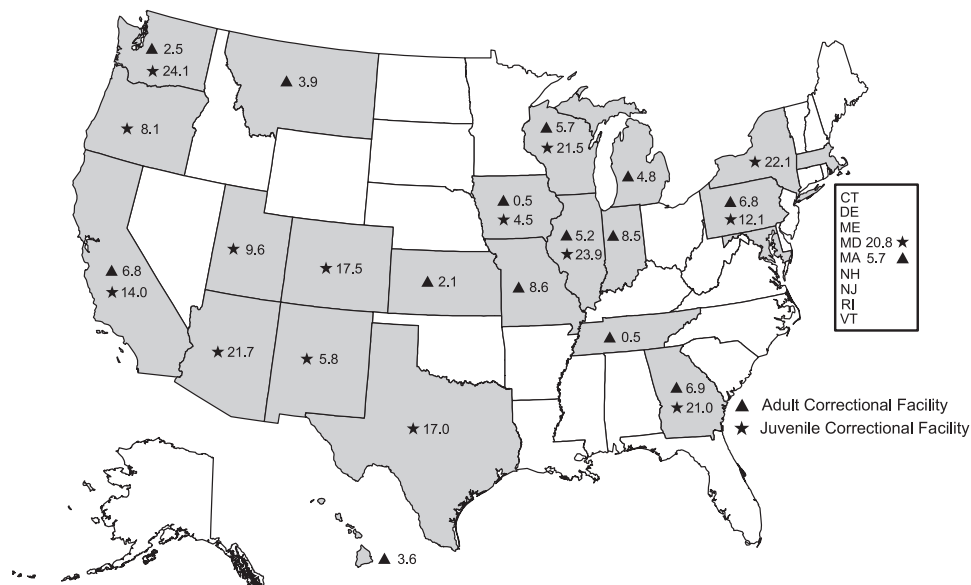 ▲ 2.5
★ 24.1
▲ 3.9
★ 8.1
▲ 5.7
★ 21.5
▲ 4.8
★ 22.1
▲ 0.5
★ 4.5
▲ 6.8
★ 12.1
▲ 5.2
★ 23.9
▲ 8.5
★ 9.6
★ 17.5
▲ 6.8
★ 14.0
▲ 2.1
▲ 8.6
▲ 0.5
★ 21.7
★ 5.8
▲ 6.9
★ 21.0
★ 17.0
▲ 3.6
CT
DE
ME
MD 20.8 ★
MA 5.7 ▲
NH
NJ
RI
VT
▲ Adult Correctional Facility
★ Juvenile Correctional Facility